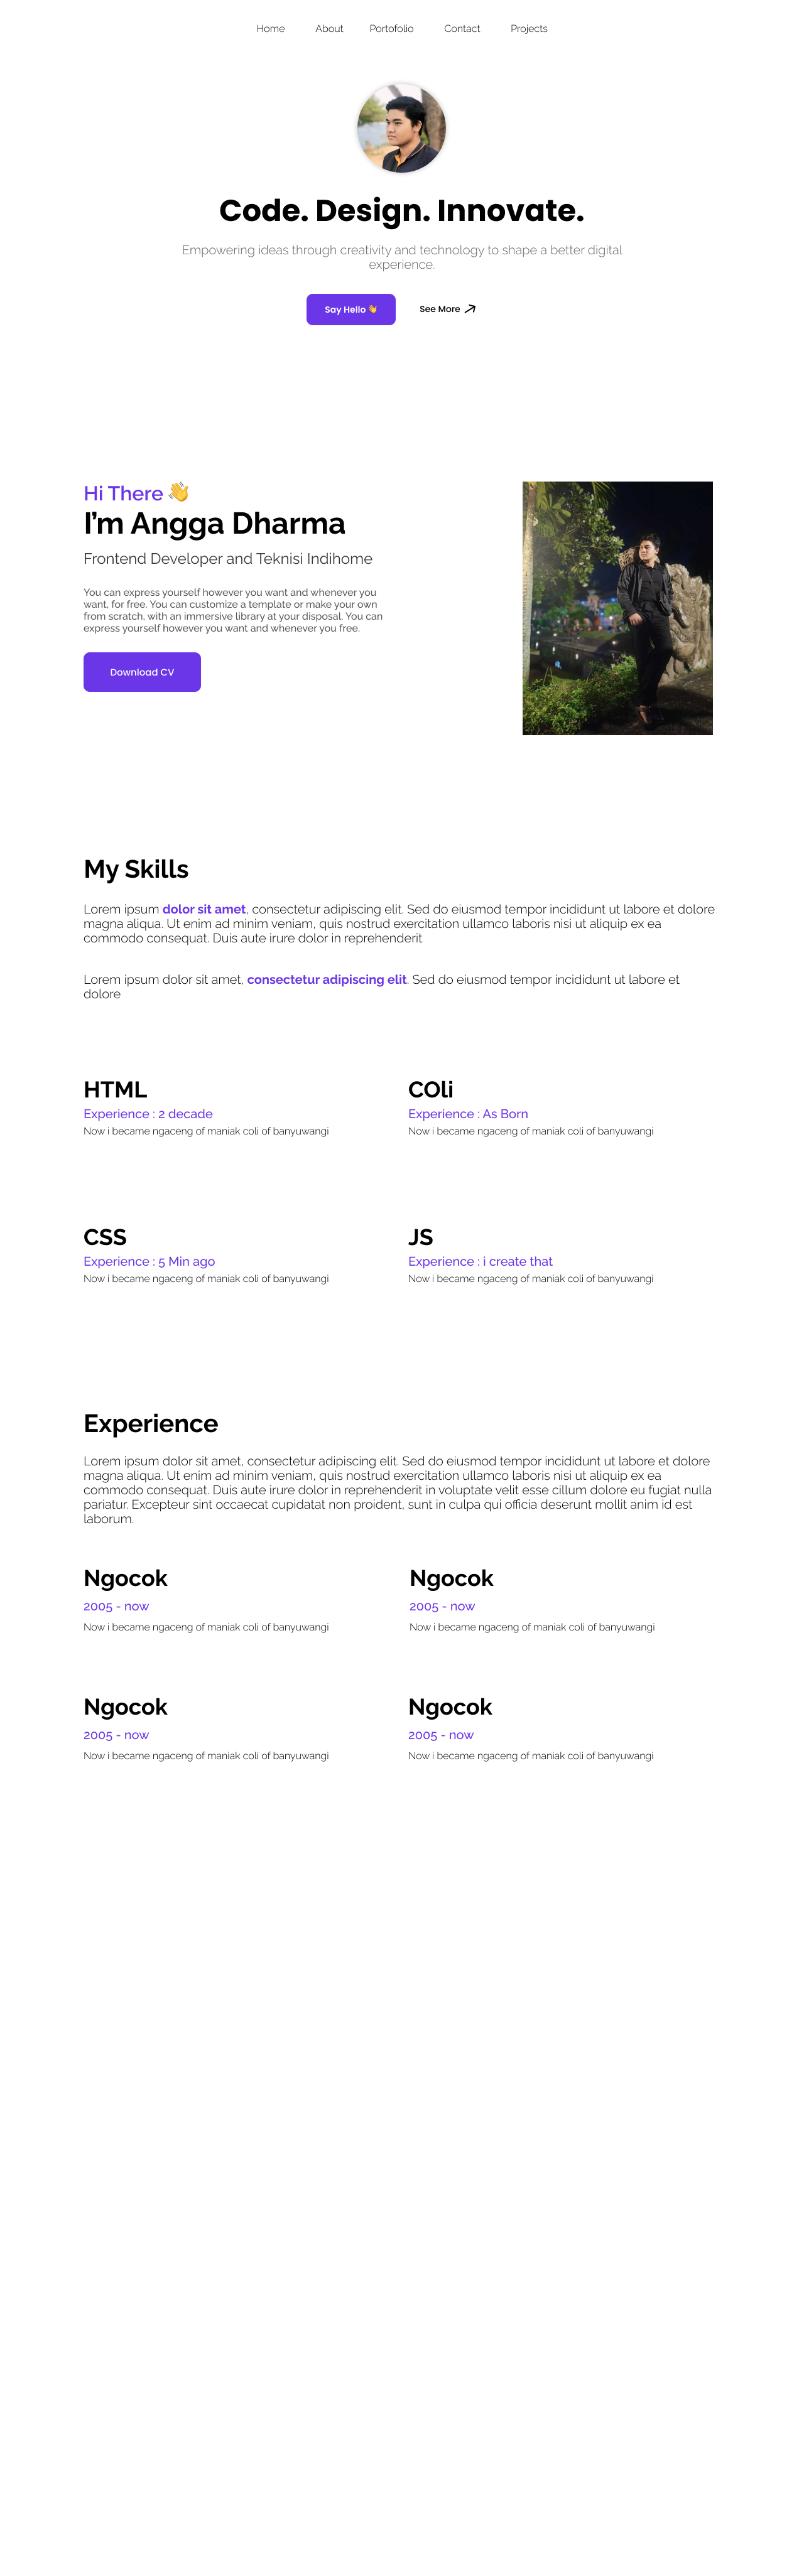 Home About Portofolio Contact Projects
Code. Design. Innovate.
Empowering ideas through creativity and technology to shape a better digital
experience.
Say Hello 👋 See More
Hi There 👋
I’m Angga Dharma
Frontend Developer and Teknisi Indihome
You can express yourself however you want and whenever you
want, for free. You can customize a template or make your own
from scratch, with an immersive library at your disposal. You can
express yourself however you want and whenever you free.
Download CV
My Skills
Lorem ipsum dolor sit amet, consectetur adipiscing elit. Sed do eiusmod tempor incididunt ut labore et dolore
magna aliqua. Ut enim ad minim veniam, quis nostrud exercitation ullamco laboris nisi ut aliquip ex ea
commodo consequat. Duis aute irure dolor in reprehenderit
Lorem ipsum dolor sit amet, consectetur adipiscing elit. Sed do eiusmod tempor incididunt ut labore et
dolore
HTML
Experience : 2 decade
Now i became ngaceng of maniak coli of banyuwangi
COli
Experience : As Born
Now i became ngaceng of maniak coli of banyuwangi
CSS
Experience : 5 Min ago
Now i became ngaceng of maniak coli of banyuwangi
JS
Experience : i create that
Now i became ngaceng of maniak coli of banyuwangi
Experience
Lorem ipsum dolor sit amet, consectetur adipiscing elit. Sed do eiusmod tempor incididunt ut labore et dolore
magna aliqua. Ut enim ad minim veniam, quis nostrud exercitation ullamco laboris nisi ut aliquip ex ea
commodo consequat. Duis aute irure dolor in reprehenderit in voluptate velit esse cillum dolore eu fugiat nulla
pariatur. Excepteur sint occaecat cupidatat non proident, sunt in culpa qui officia deserunt mollit anim id est
laborum.
Ngocok
2005 - now
Now i became ngaceng of maniak coli of banyuwangi
Ngocok
2005 - now
Now i became ngaceng of maniak coli of banyuwangi
Ngocok
2005 - now
Now i became ngaceng of maniak coli of banyuwangi
Ngocok
2005 - now
Now i became ngaceng of maniak coli of banyuwangi